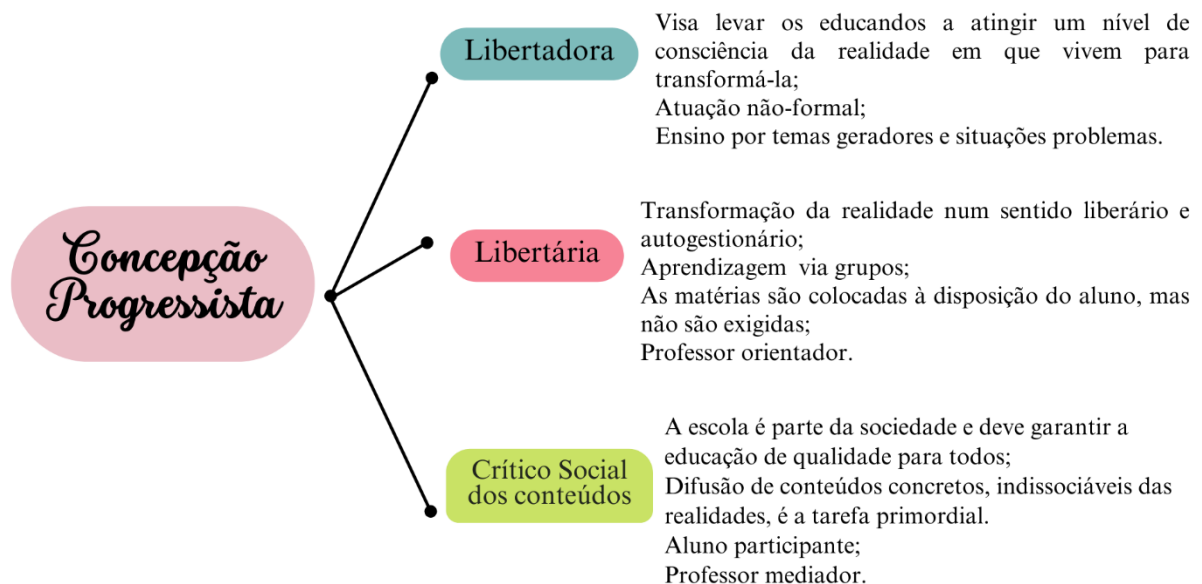 Concepção
Progressista
Libertadora
Visa levar os educandos a atingir um nível de
consciência da realidade em que vivem para
transformá-la;
Atuação não-formal;
Ensino por temas geradores e situações problemas.
Libertária
Transformação da realidade num sentido liberário e
autogestionário;
Aprendizagem via grupos;
As matérias são colocadas à disposição do aluno, mas
não são exigidas;
Professor orientador.
Crítico Social
dos conteúdos
A escola é parte da sociedade e deve garantir a
educação de qualidade para todos;
Difusão de conteúdos concretos, indissociáveis das
realidades, é a tarefa primordial.
Aluno participante;
Professor mediador.